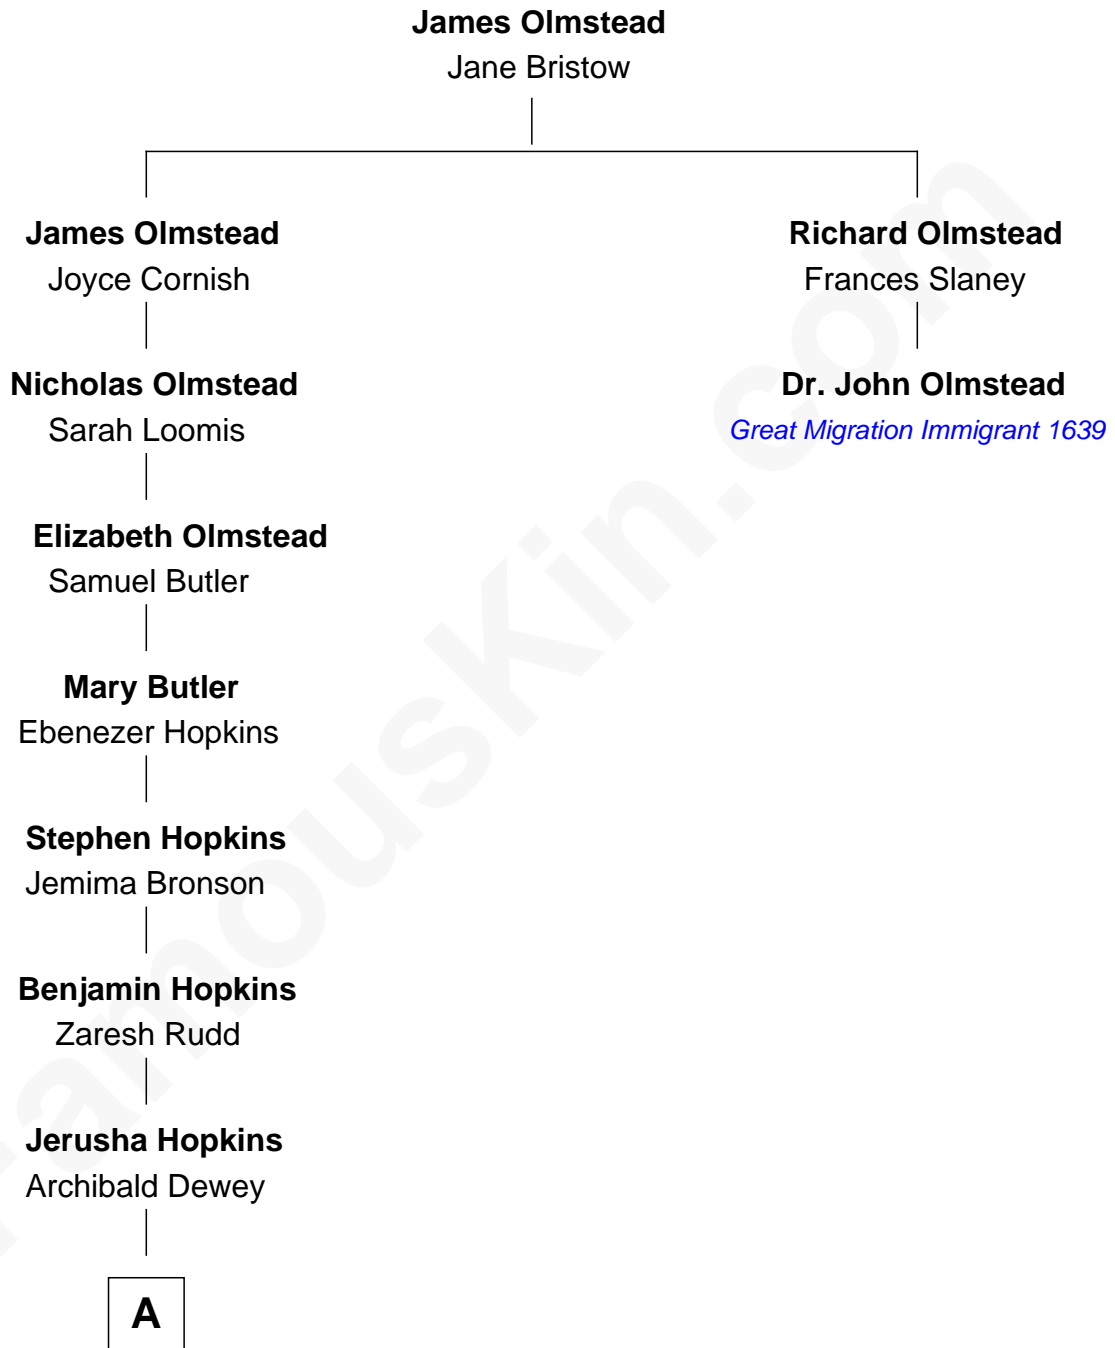 James Olmstead
Jane Bristow
James Olmstead
Joyce Cornish
Richard Olmstead
Frances Slaney
Nicholas Olmstead
Sarah Loomis
Dr. John Olmstead
Great Migration Immigrant 1639
Elizabeth Olmstead
Samuel Butler
Mary Butler
Ebenezer Hopkins
Stephen Hopkins
Jemima Bronson
Benjamin Hopkins
Zaresh Rudd
Jerusha Hopkins
Archibald Dewey
A
FamousKin.com